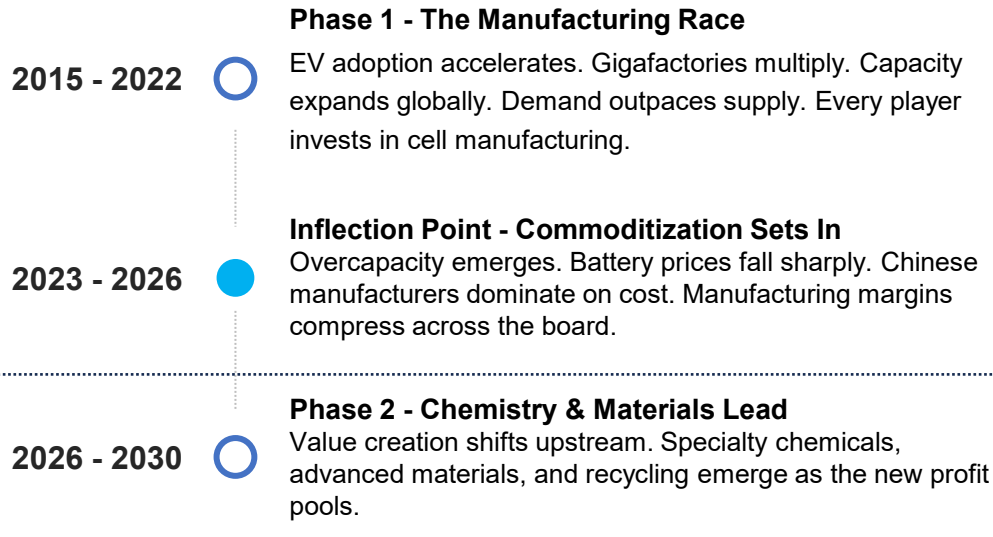 Phase 1 - The Manufacturing Race
2015 - 2022
EV adoption accelerates. Gigafactories multiply. Capacity
expands globally. Demand outpaces supply. Every player
invests in cell manufacturing.
Inflection Point - Commoditization Sets In
2023 - 2026
Overcapacity emerges. Battery prices fall sharply. Chinese
manufacturers dominate on cost. Manufacturing margins
compress across the board.
Phase 2 - Chemistry & Materials Lead
2026 - 2030
Value creation shifts upstream. Specialty chemicals,
advanced materials, and recycling emerge as the new profit
pools.